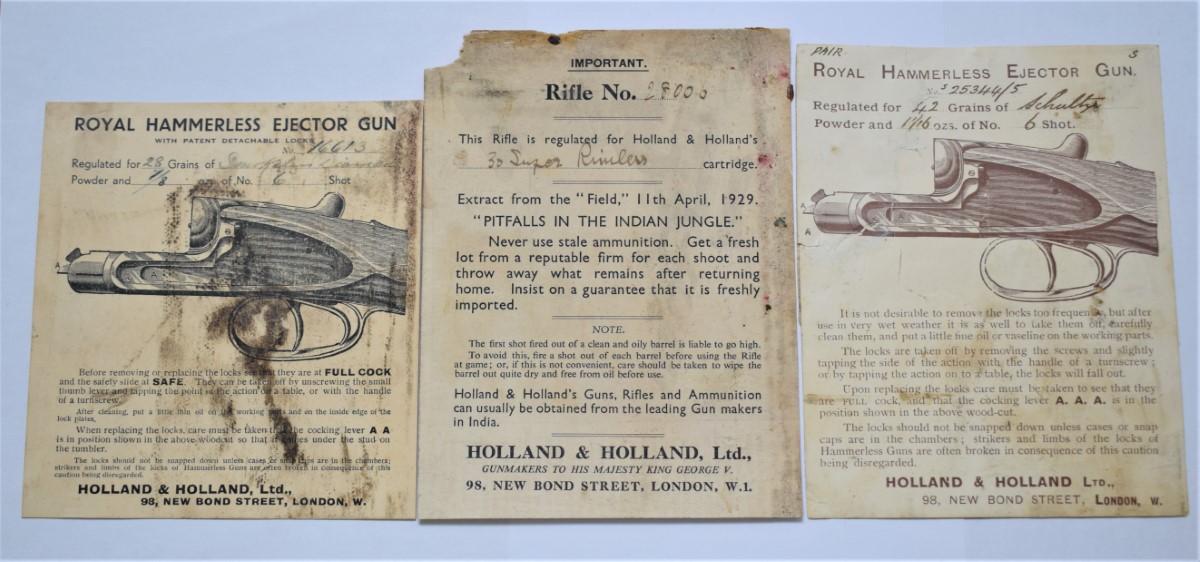 ROYAL HAMMERLESS EJECTOR GUN
WITH PATENT DETACHABLE LOCKS
No. 16613
Regulated for 28 Grains of
Powder and ozs. of No. 6 Shot
A
A
Before removing or replacing the locks see that they are at FULL COCK
and the safety slide at SAFE. They can be taken off by unscrewing the small
thumb lever and tapping the point of the action on a table, or with the handle
of a turnscrew.
After cleaning, put a little thin oil on the working parts and on the inside edge of the
lock plates.
When replacing the locks, care must be taken that the cocking lever A A
is in position shown in the above woodcut so that it comes under the stud on
the tumbler.
The locks should not be snapped down unless cases or snap caps are in the chambers;
strikers and limbs of the locks of Hammerless Guns are often broken in consequence of this
caution being disregarded.
HOLLAND & HOLLAND, Ltd.,
98, NEW BOND STREET, LONDON, W.
IMPORTANT.
Rifle No.
This Rifle is regulated for Holland & Holland's
30 Super Rimless cartridge.
Extract from the "Field," 11th April, 1929.
"PITFALLS IN THE INDIAN JUNGLE."
Never use stale ammunition. Get a fresh
lot from a reputable firm for each shoot and
throw away what remains after returning
home. Insist on a guarantee that it is freshly
imported.
NOTE.
The first shot fired out of a clean and oily barrel is liable to go high.
To avoid this, fire a shot out of each barrel before using the Rifle
at game; or, if this is not convenient, care should be taken to wipe the
barrel out quite dry and free from oil before use.
Holland & Holland's Guns, Rifles and Ammunition
can usually be obtained from the leading Gun makers
in India.
HOLLAND & HOLLAND, Ltd.,
GUNMAKERS TO HIS MAJESTY KING GEORGE V.
98, NEW BOND STREET, LONDON, W.1.
PAIR 3
ROYAL HAMMERLESS EJECTOR GUN.
No.s 25344/5
Regulated for 42 Grains of Schultze
Powder and 1 1/16 ozs. of No. 6 Shot.
A
A
A
It is not desirable to remove the locks too frequently, but after
use in very wet weather it is as well to take them off, carefully
clean them, and put a little fine oil or vaseline on the working parts.
The locks are taken off by removing the screws and slightly
tapping the side of the action with the handle of a turnscrew;
or by tapping the action on to a table, the locks will fall out.
Upon replacing the locks care must be taken to see that they
are FULL cock, and that the cocking lever A. A. A. is in the
position shown in the above wood-cut.
The locks should not be snapped down unless cases or snap
caps are in the chambers; strikers and limbs of the locks of
Hammerless Guns are often broken in consequence of this caution
being disregarded.
HOLLAND & HOLLAND LTD.,
98, NEW BOND STREET, LONDON, W.